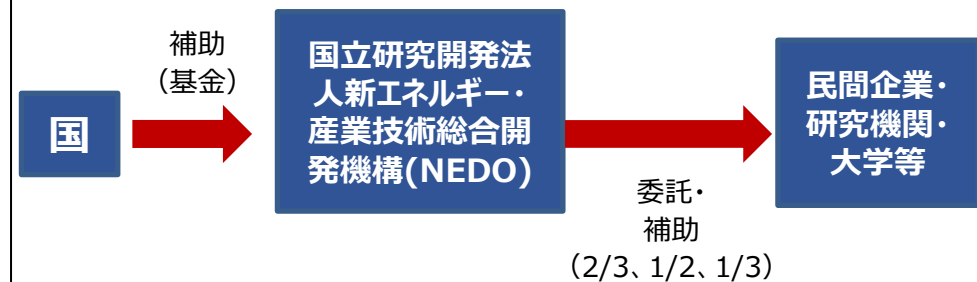 国
補助
（基金）
国立研究開発法
人新エネルギー・
産業技術総合開
発機構(NEDO)
委託・
補助
（2/3、1/2、1/3）
民間企業・
研究機関・
大学等